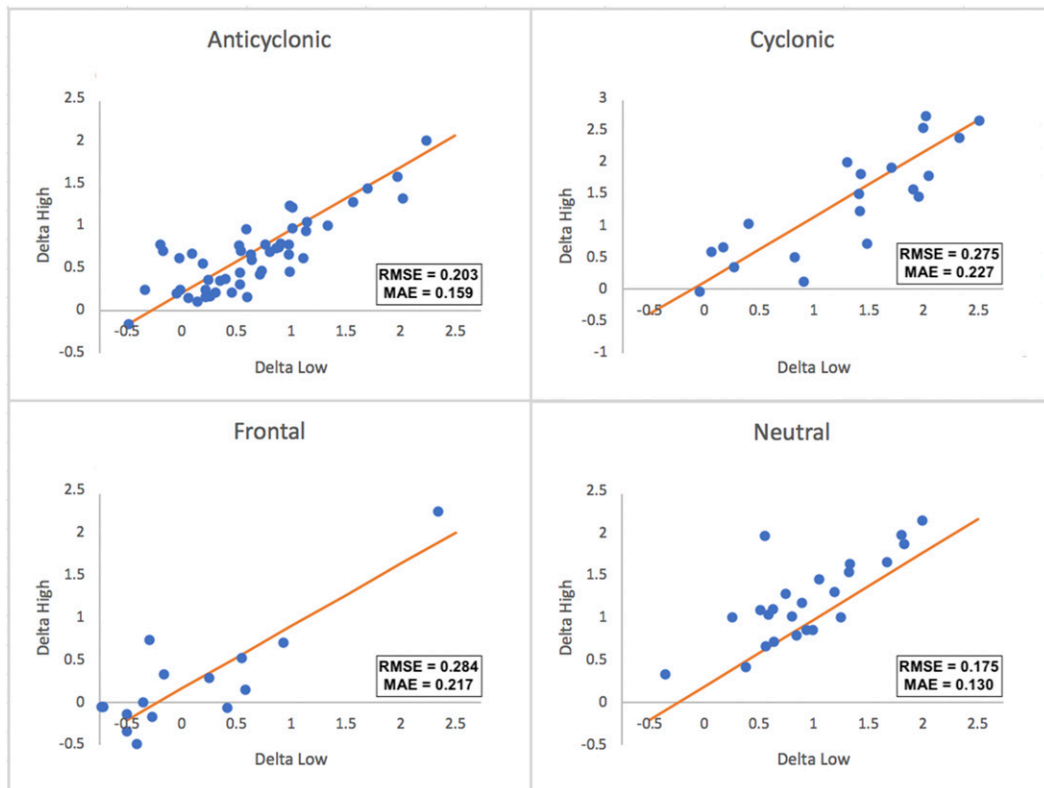 Anticyclonic
2.5
2
1.5
1
0.5
0
-0.5
Delta High
-0.5 0 0.5 1 1.5 2 2.5
Delta Low
RMSE = 0.203
MAE = 0.159
Cyclonic
3
2.5
2
1.5
1
0.5
0
-0.5
-1
Delta High
-0.5 0 0.5 1 1.5 2 2.5
Delta Low
RMSE = 0.275
MAE = 0.227
Frontal
2.5
2
1.5
1
0.5
0
-0.5
Delta High
-0.5 0 0.5 1 1.5 2 2.5
Delta Low
RMSE = 0.284
MAE = 0.217
Neutral
2.5
2
1.5
1
0.5
0
-0.5
Delta High
-0.5 0 0.5 1 1.5 2 2.5
Delta Low
RMSE = 0.175
MAE = 0.130